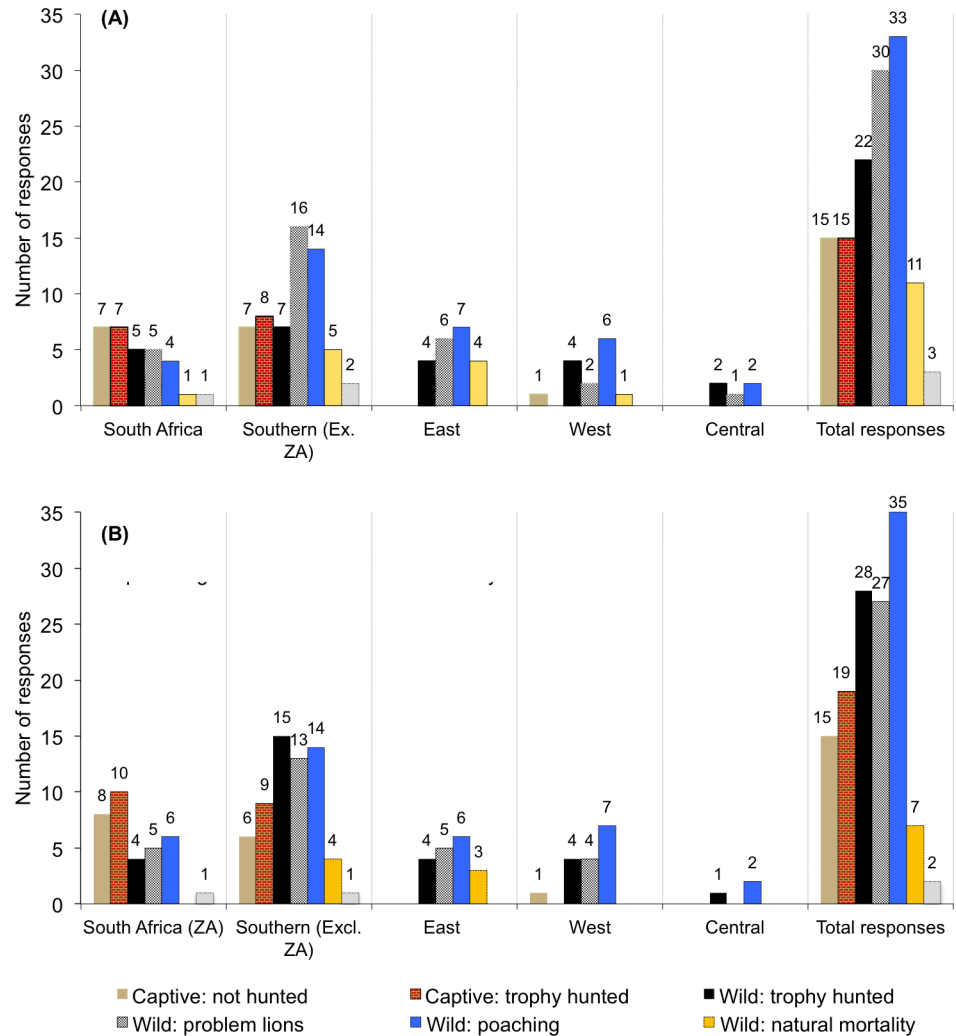 (A)
Number of responses
35
30
25
20
15
10
5
0
7 7 5 5 4 1 1
7 8 7 16 14 5 2
4 6 7 4
1 4 2 6 1
2 1 2
15 15 22 30 33 11 3
South Africa
Southern (Ex.
ZA)
East
West
Central
Total responses
(B)
Number of responses
35
30
25
20
15
10
5
0
8 10 4 5 6 1
6 9 15 13 14 4 1
4 5 6 3
1 4 4 7
1 2
15 19 28 27 35 7 2
South Africa (ZA)
Southern (Excl.
ZA)
East
West
Central
Total responses
Captive: not hunted
Captive: trophy hunted
Wild: trophy hunted
Wild: problem lions
Wild: poaching
Wild: natural mortality